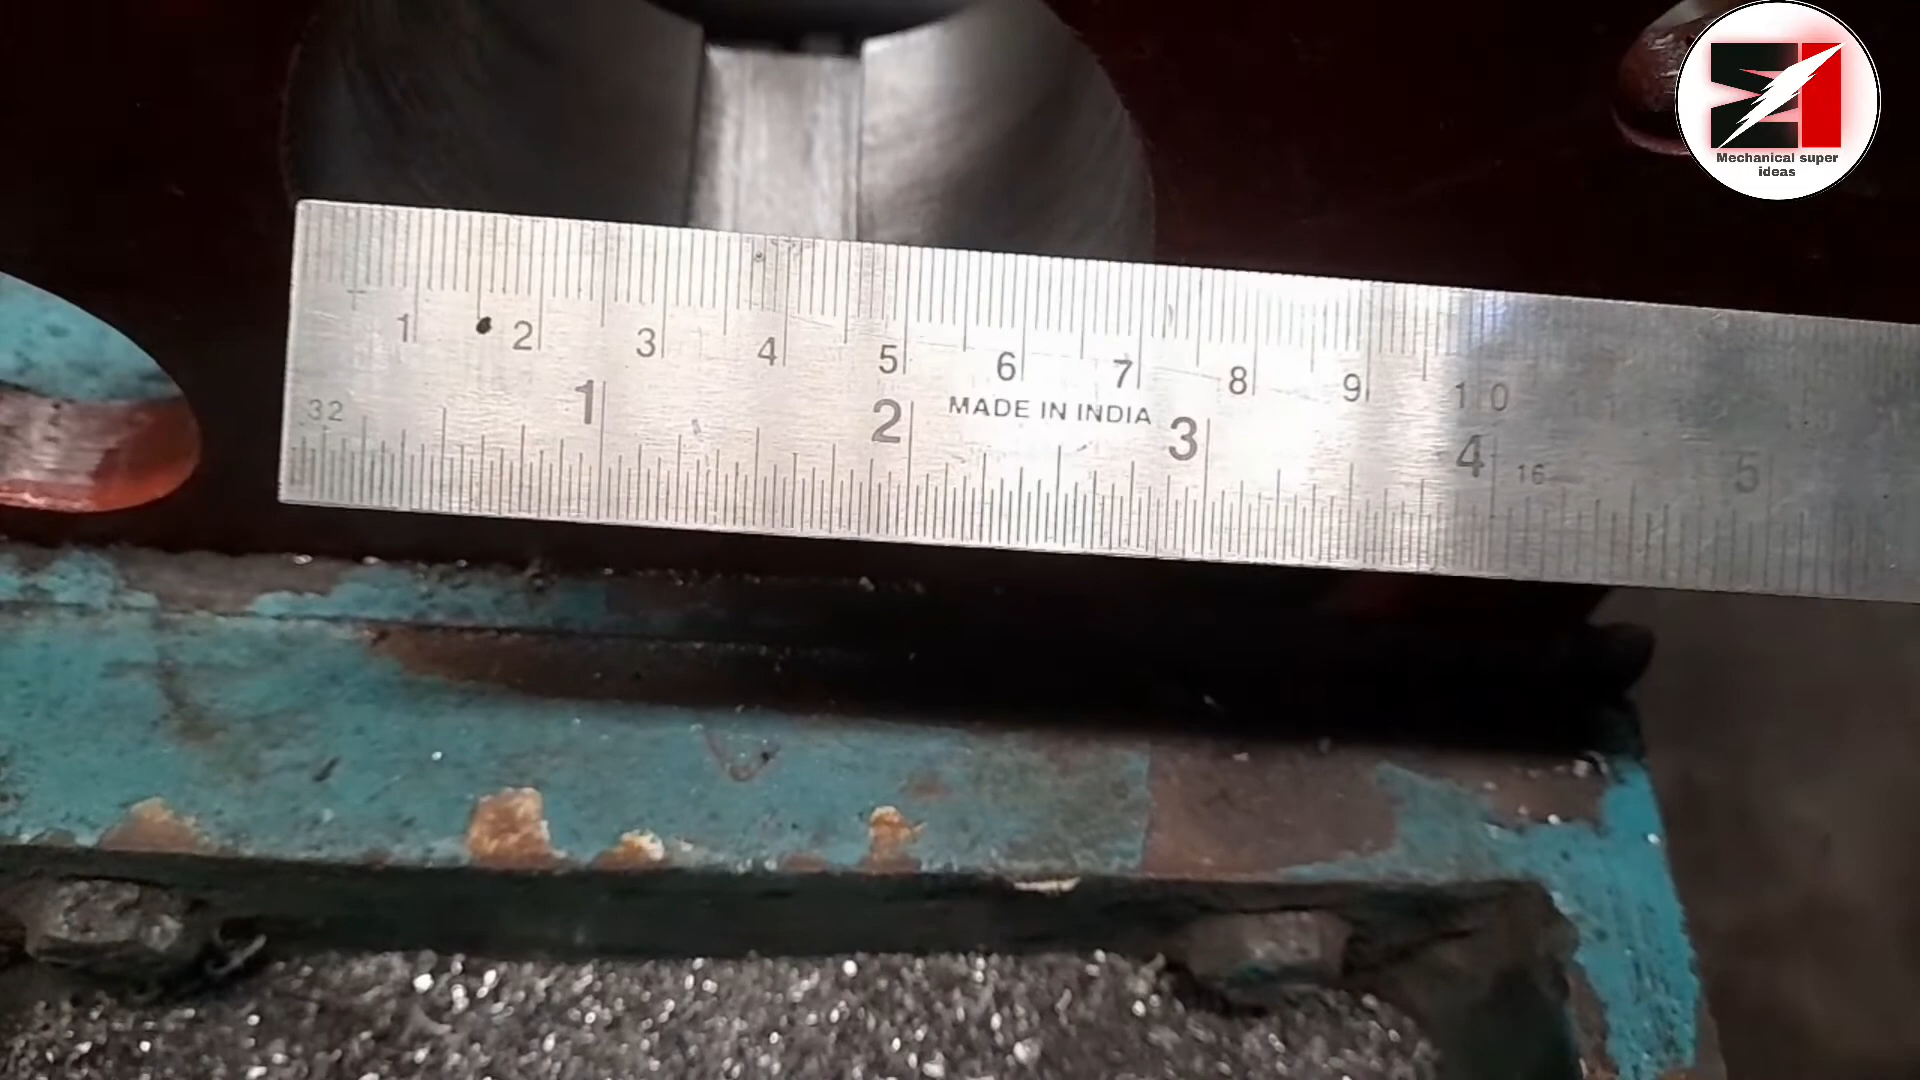 Mechanical super
ideas
1 2 3 4 5 6 7 8 9 10
MADE IN INDIA
32 1 2 3 4 16 5